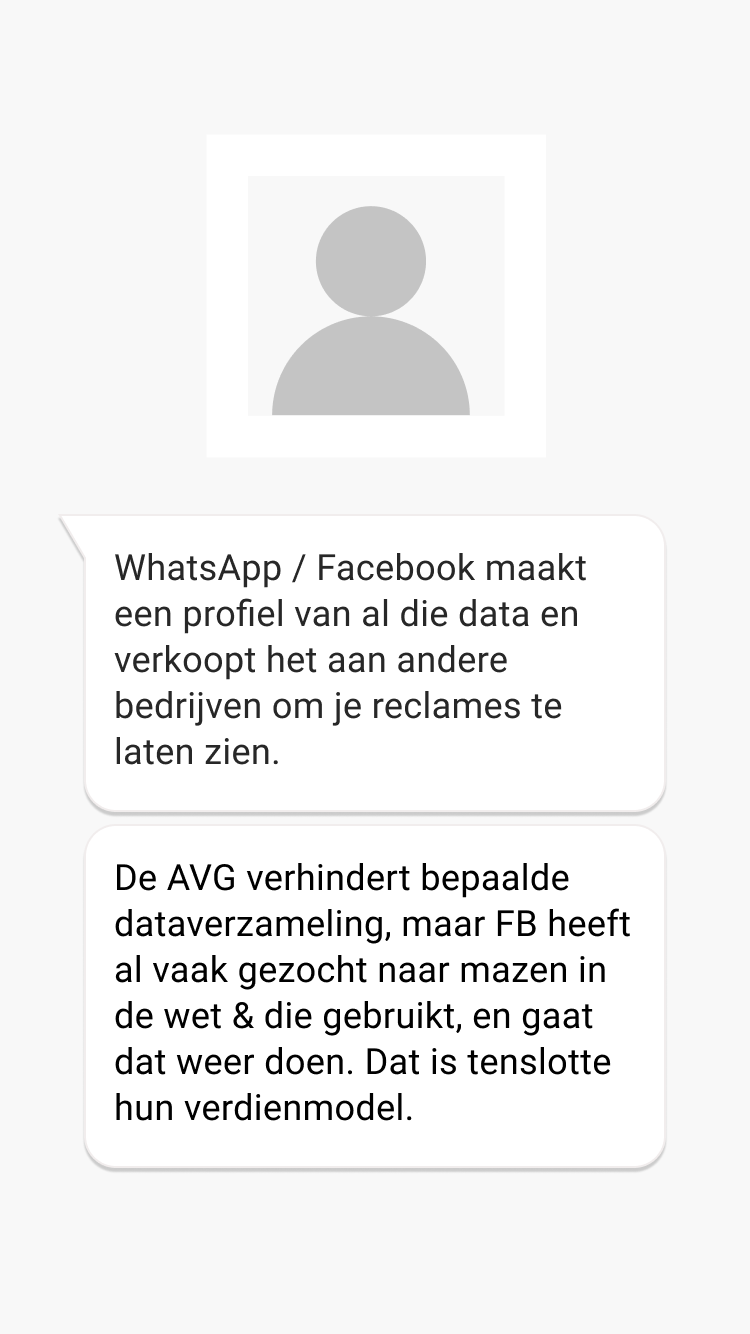 WhatsApp / Facebook maakt
een profiel van al die data en
verkoopt het aan andere
bedrijven om je reclames te
laten zien.
De AVG verhindert bepaalde
dataverzameling, maar FB heeft
al vaak gezocht naar mazen in
de wet & die gebruikt, en gaat
dat weer doen. Dat is tenslotte
hun verdienmodel.